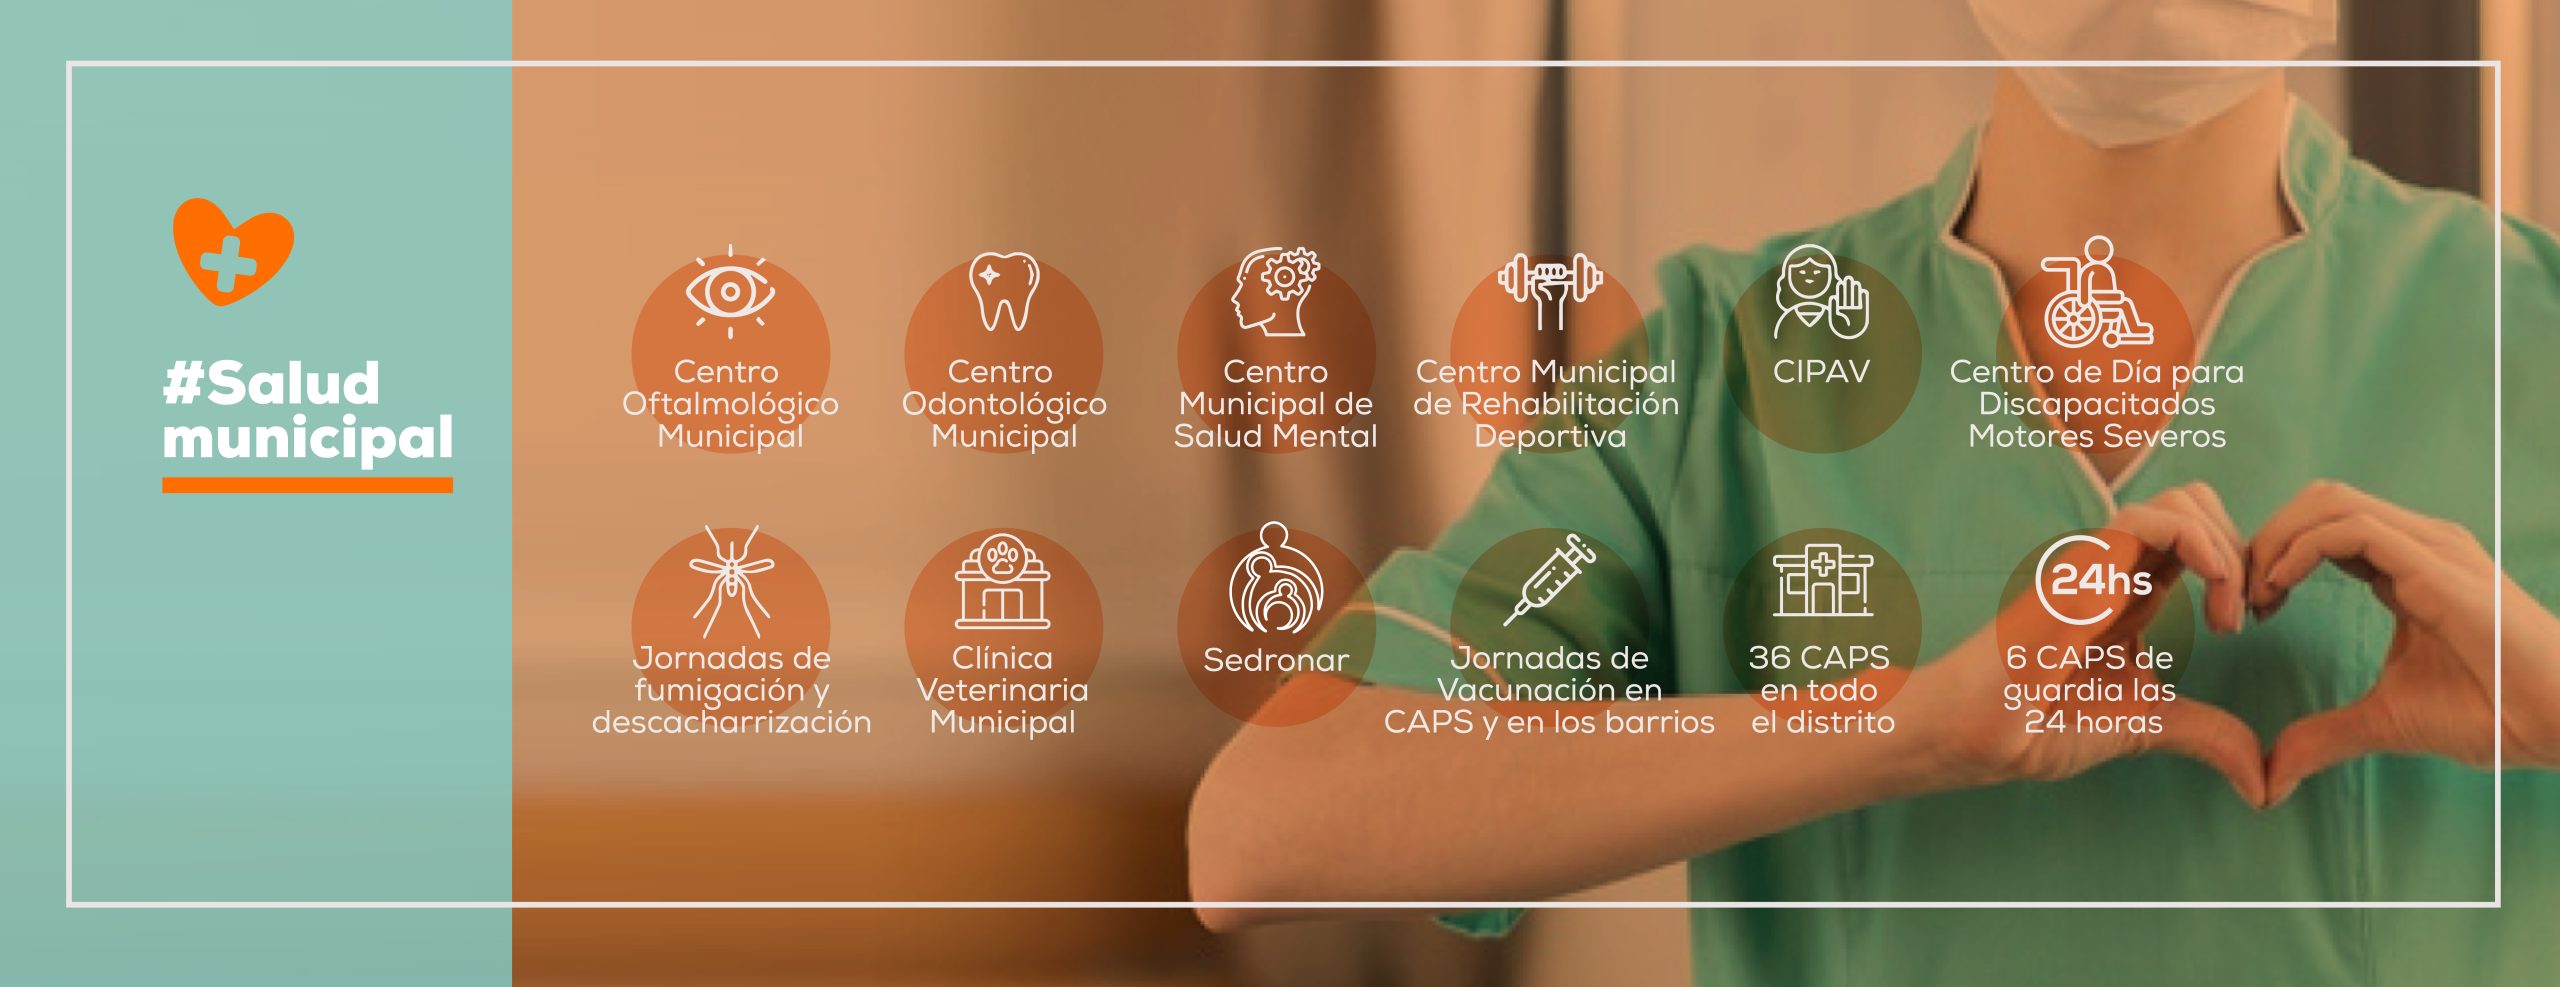 #Salud
municipal
Centro
Oftalmológico
Municipal
Centro
Odontológico
Municipal
Centro
Municipal de
Salud Mental
Centro Municipal
de Rehabilitación
Deportiva
CIPAV
Centro de Día para
Discapacitados
Motores Severos
Jornadas de
fumigación y
descacharrización
Clínica
Veterinaria
Municipal
Sedronar
Jornadas de
Vacunación en
CAPS y en los barrios
36 CAPS
en todo
el distrito
24hs
6 CAPS de
guardia las
24 horas